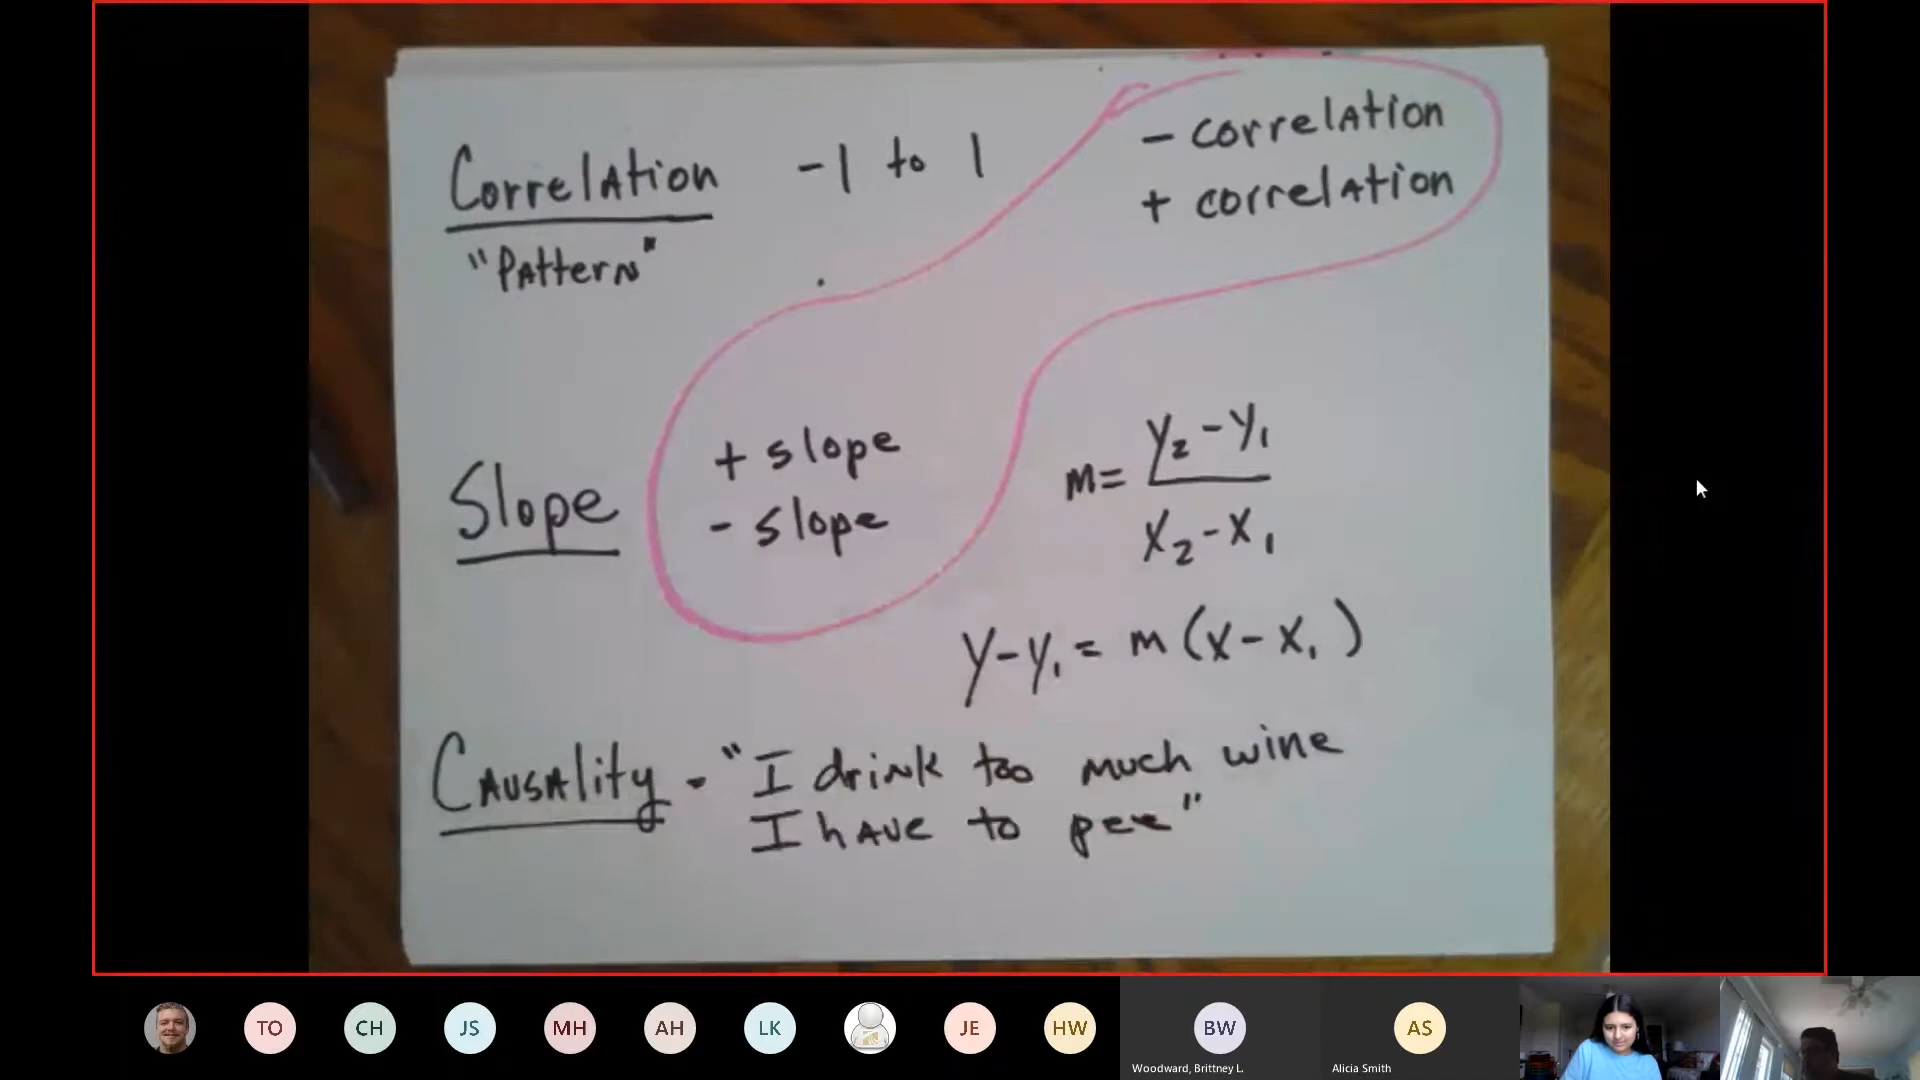 Correlation -1 to 1
- correlation
+ correlation
"Pattern"
Slope
+ slope
- slope
m= y₂-y₁
x₂-x₁
y-y₁= m(x-x₁)
Causality - "I drink too much wine
I have to pee"
TO CH JS MH AH LK JE HW BW AS
Woodward, Brittney L. Alicia Smith